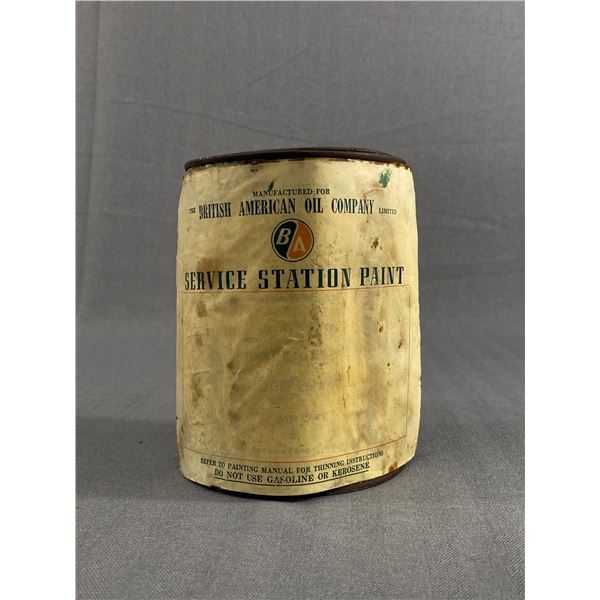 MANUFACTURED FOR
THE BRITISH AMERICAN OIL COMPANY LIMITED
B A
SERVICE STATION PAINT
REFER TO PAINTING MANUAL FOR THINNING INSTRUCTIONS
DO NOT USE GASOLINE OR KEROSENE